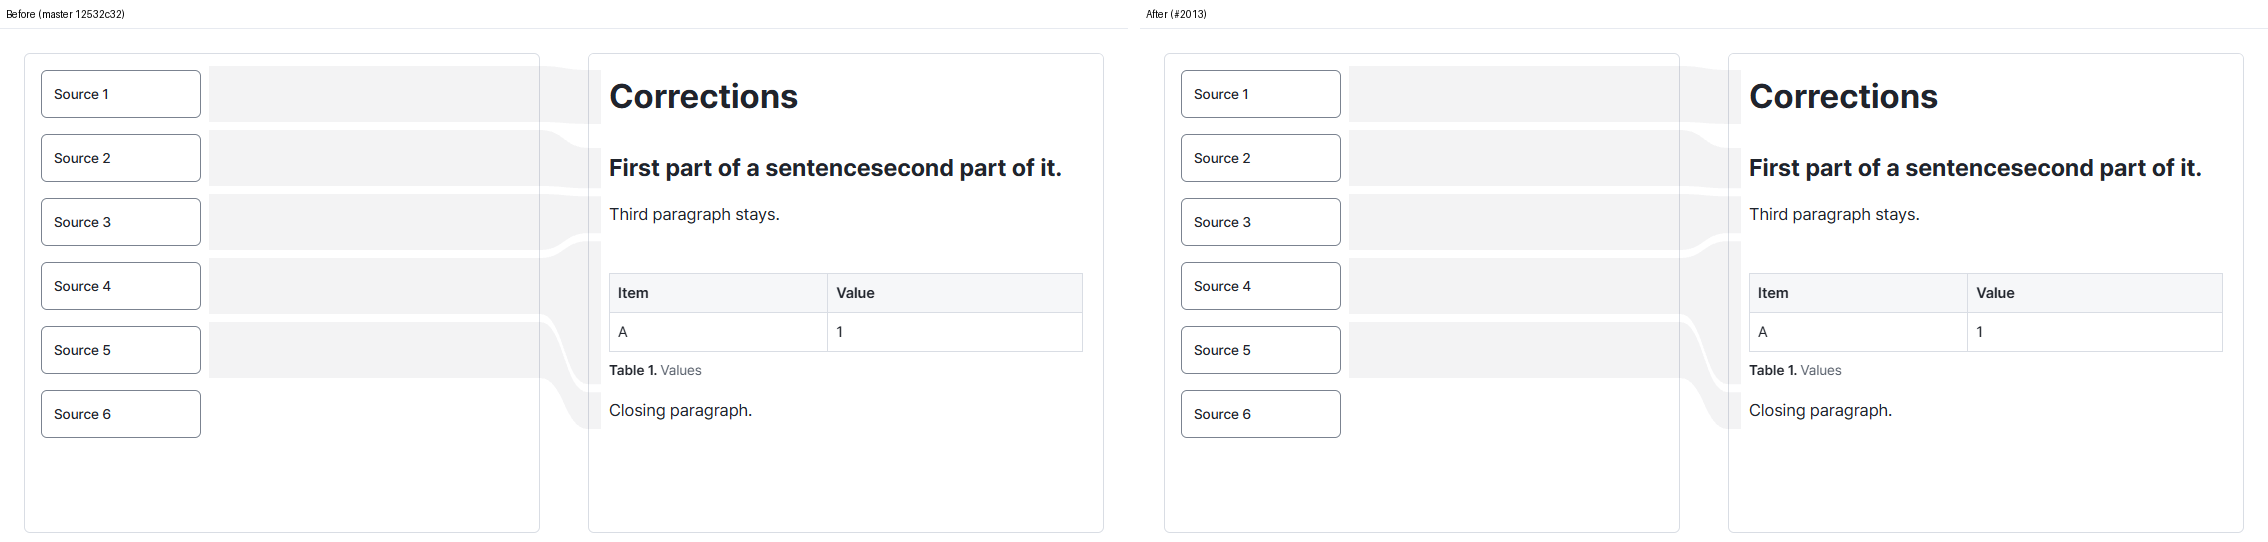 Before (master 12532c32)
Source 1
Source 2
Source 3
Source 4
Source 5
Source 6
Corrections
First part of a sentencesecond part of it.
Third paragraph stays.
Item Value
A 1
Table 1. Values
Closing paragraph.
After (#2013)
Source 1
Source 2
Source 3
Source 4
Source 5
Source 6
Corrections
First part of a sentencesecond part of it.
Third paragraph stays.
Item Value
A 1
Table 1. Values
Closing paragraph.